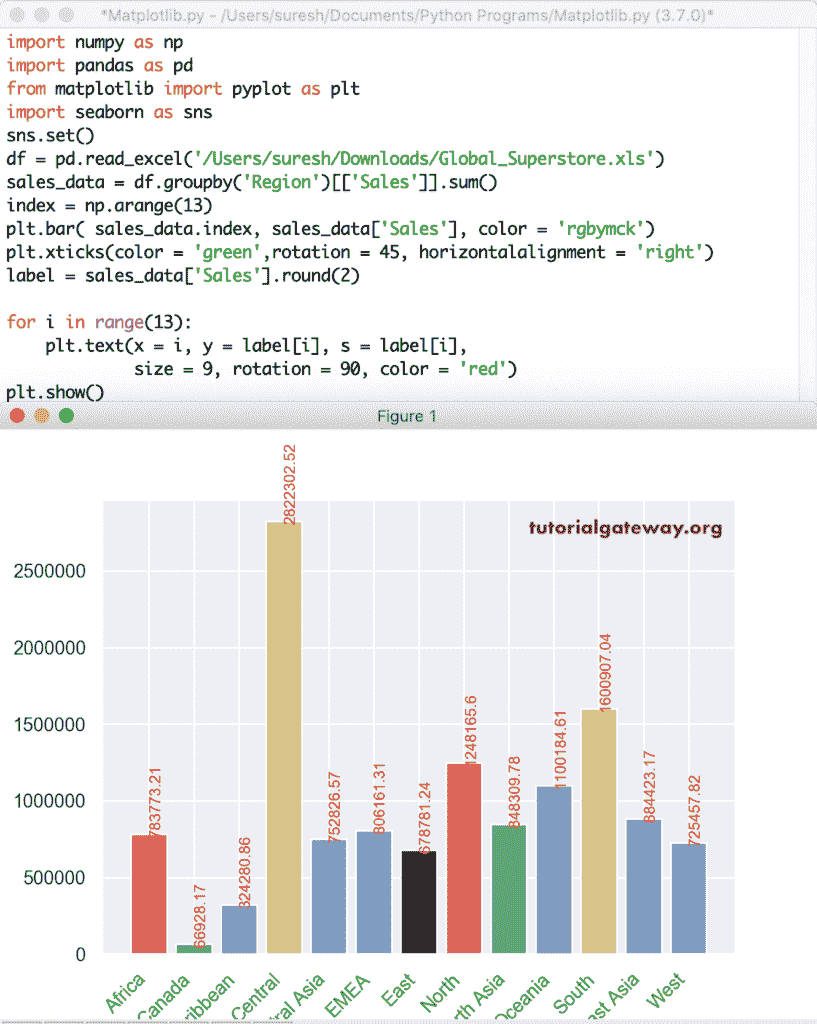 *Matplotlib.py - /Users/suresh/Documents/Python Programs/Matplotlib.py (3.7.0)*
import numpy as np
import pandas as pd
from matplotlib import pyplot as plt
import seaborn as sns
sns.set()
df = pd.read_excel('/Users/suresh/Downloads/Global_Superstore.xls')
sales_data = df.groupby('Region')[['Sales']].sum()
index = np.arange(13)
plt.bar( sales_data.index, sales_data['Sales'], color = 'rgbymck')
plt.xticks(color = 'green',rotation = 45, horizontalalignment = 'right')
label = sales_data['Sales'].round(2)
for i in range(13):
    plt.text(x = i, y = label[i], s = label[i],
             size = 9, rotation = 90, color = 'red')
plt.show()
Figure 1
tutorialgateway.org
2500000
2000000
1500000
1000000
500000
0
783773.21
66928.17
324280.86
2822302.52
752826.57
806161.31
678781.24
1248165.6
848309.78
1100184.61
1600907.04
884423.17
725457.82
Africa
Canada
ribbean
Central
ral Asia
EMEA
East
North
rth Asia
Oceania
South
ast Asia
West